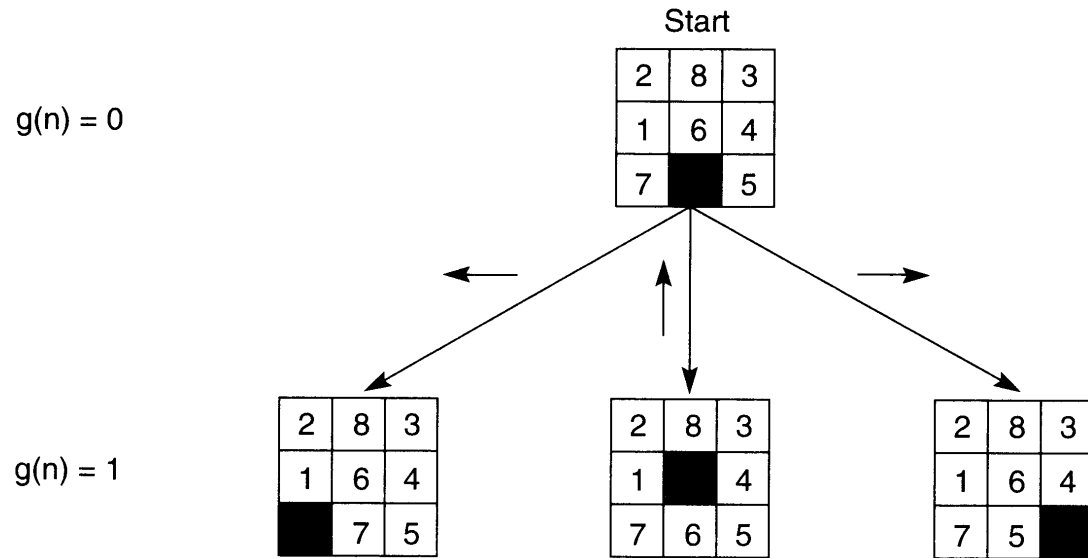 Start
2 8 3
g(n) = 0
1 6 4
7 5
2 8 3 2 8 3 2 8 3
g(n) = 1
1 6 4 1 4 1 6 4
7 5 7 6 5 7 5